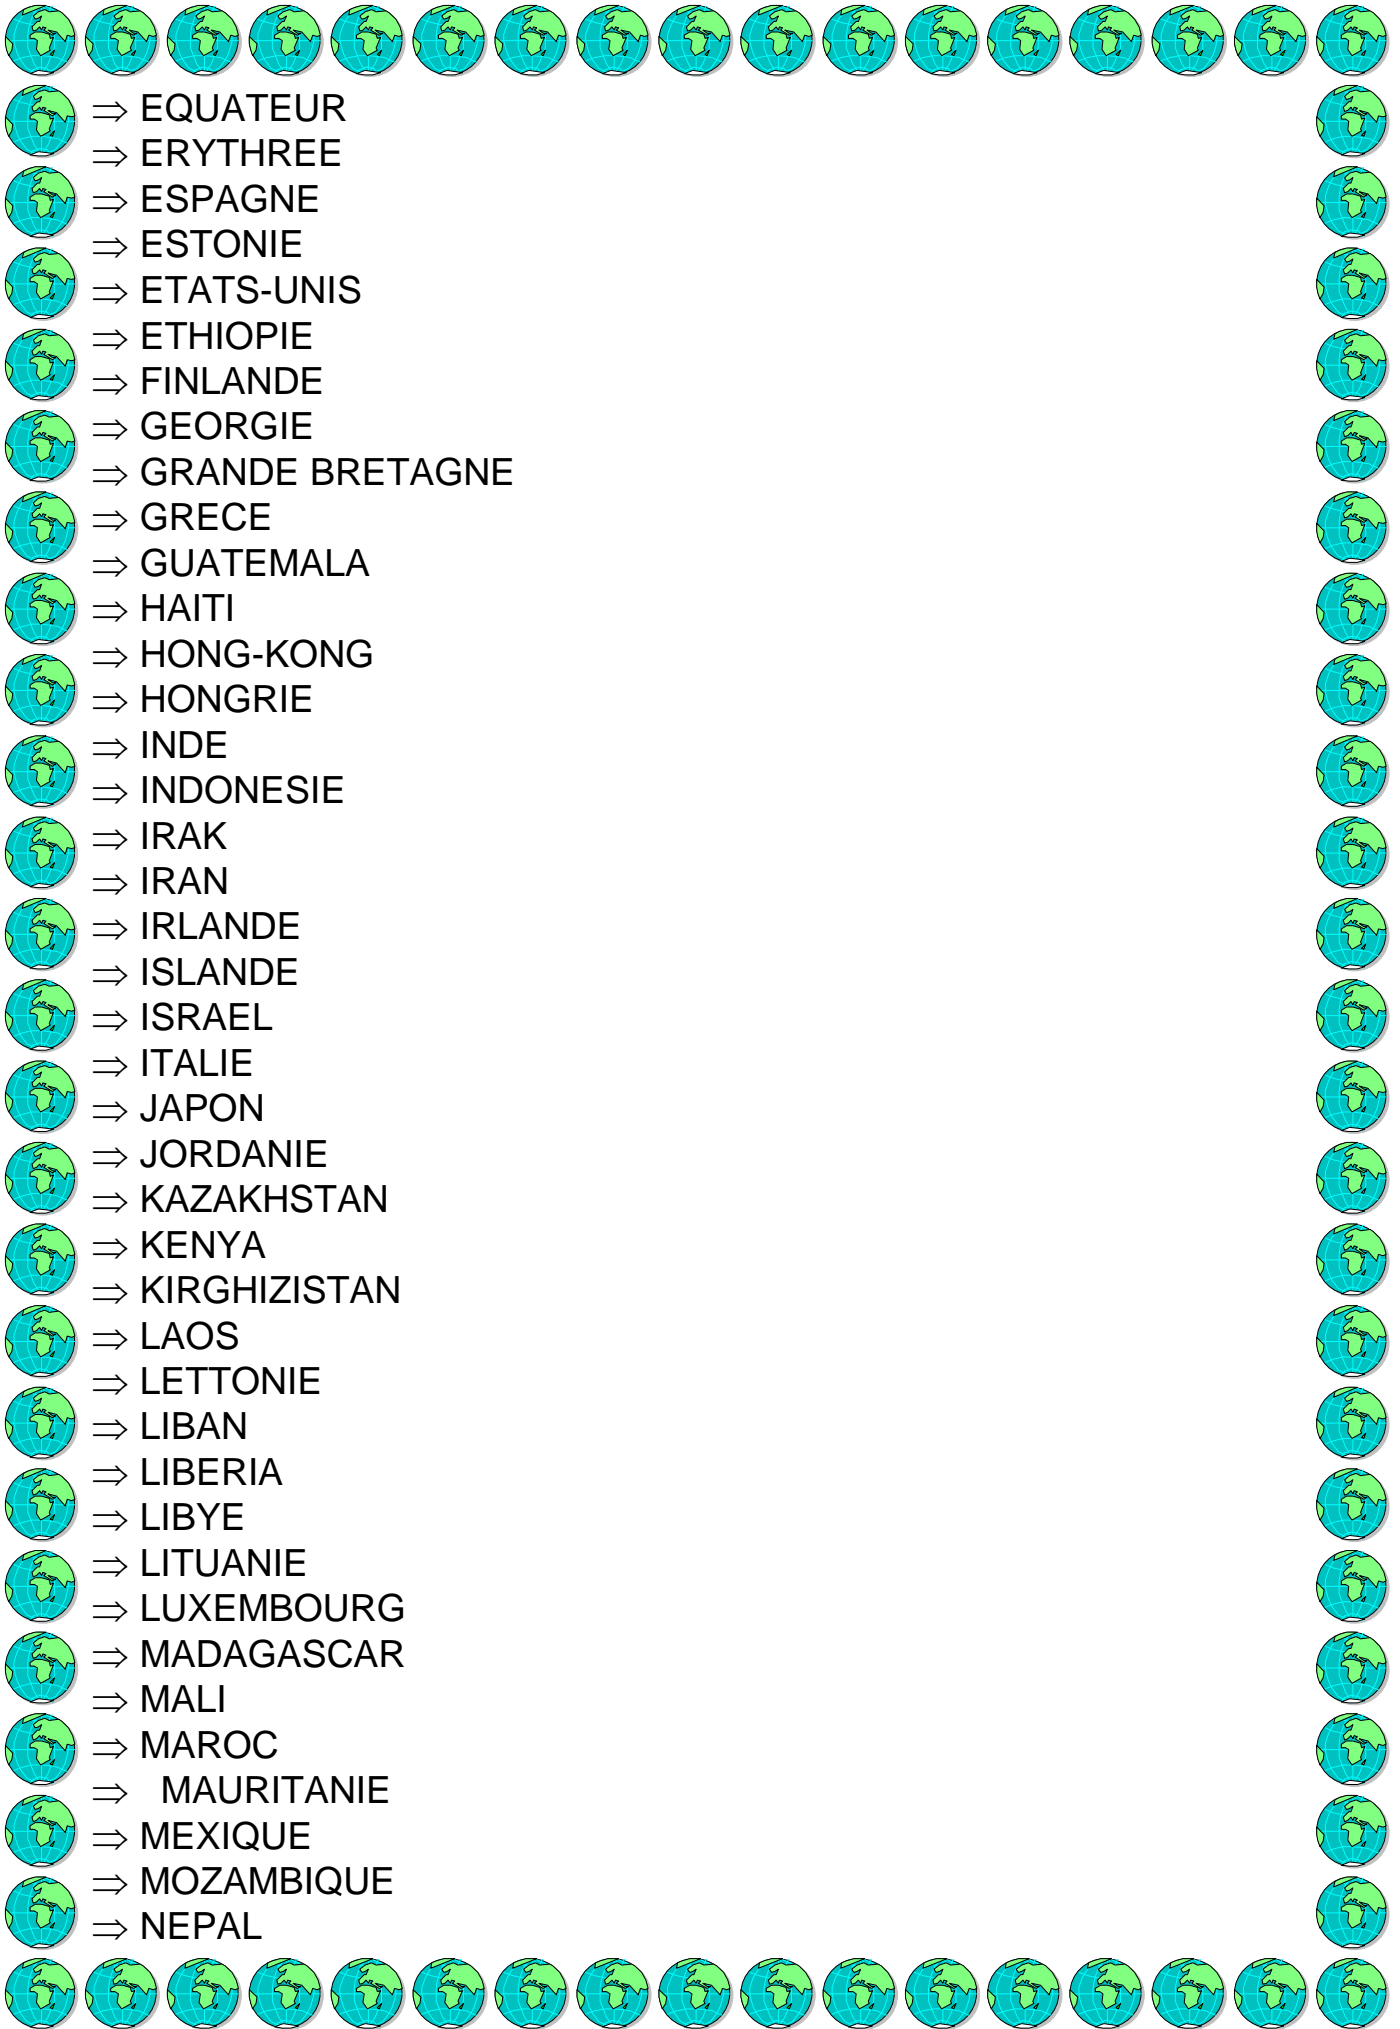 ⇒ EQUATEUR
⇒ ERYTHREE
⇒ ESPAGNE
⇒ ESTONIE
⇒ ETATS-UNIS
⇒ ETHIOPIE
⇒ FINLANDE
⇒ GEORGIE
⇒ GRANDE BRETAGNE
⇒ GRECE
⇒ GUATEMALA
⇒ HAITI
⇒ HONG-KONG
⇒ HONGRIE
⇒ INDE
⇒ INDONESIE
⇒ IRAK
⇒ IRAN
⇒ IRLANDE
⇒ ISLANDE
⇒ ISRAEL
⇒ ITALIE
⇒ JAPON
⇒ JORDANIE
⇒ KAZAKHSTAN
⇒ KENYA
⇒ KIRGHIZISTAN
⇒ LAOS
⇒ LETTONIE
⇒ LIBAN
⇒ LIBERIA
⇒ LIBYE
⇒ LITUANIE
⇒ LUXEMBOURG
⇒ MADAGASCAR
⇒ MALI
⇒ MAROC
⇒ MAURITANIE
⇒ MEXIQUE
⇒ MOZAMBIQUE
⇒ NEPAL